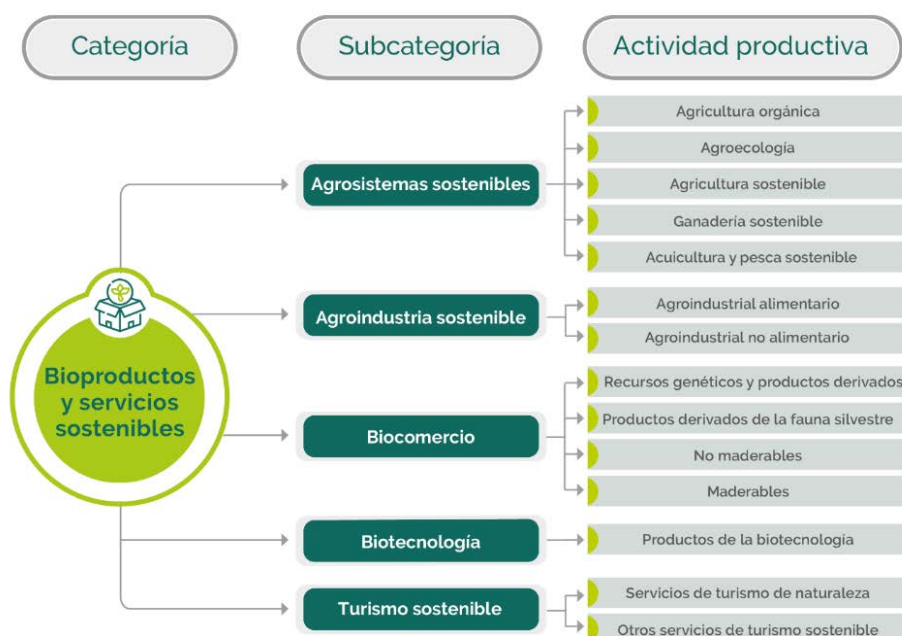 Categoría
Subcategoría
Actividad productiva
Bioproductos
y servicios
sostenibles
Agrosistemas sostenibles
Agricultura orgánica
Agroecología
Agricultura sostenible
Ganadería sostenible
Acuicultura y pesca sostenible
Agroindustria sostenible
Agroindustrial alimentario
Agroindustrial no alimentario
Biocomercio
Recursos genéticos y productos derivados
Productos derivados de la fauna silvestre
No maderables
Maderables
Biotecnología
Productos de la biotecnología
Turismo sostenible
Servicios de turismo de naturaleza
Otros servicios de turismo sostenible